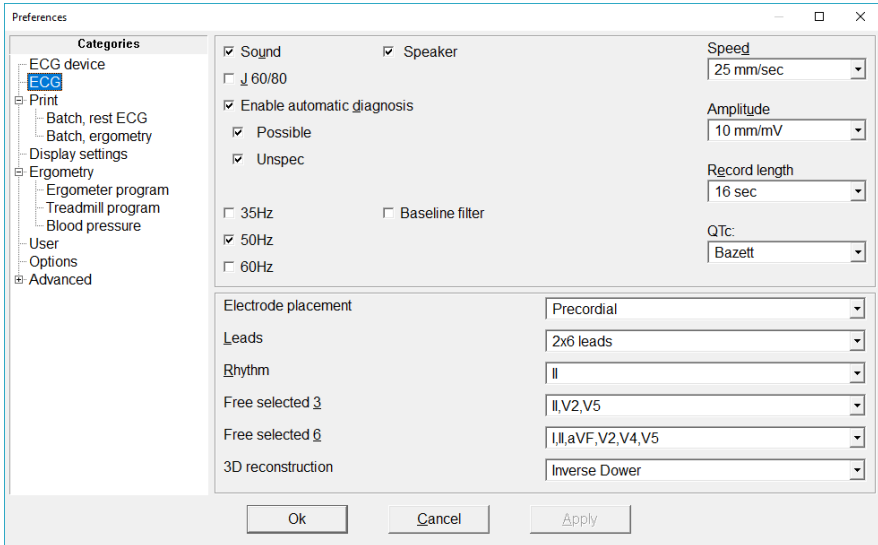 Preferences
Categories
ECG device
ECG
Print
Batch, rest ECG
Batch, ergometry
Display settings
Ergometry
Ergometer program
Treadmill program
Blood pressure
User
Options
Advanced
Sound Speaker
J 60/80
Enable automatic diagnosis
Possible
Unspec
35Hz Baseline filter
50Hz
60Hz
Speed
25 mm/sec
Amplitude
10 mm/mV
Record length
16 sec
QTc:
Bazett
Electrode placement Precordial
Leads 2x6 leads
Rhythm II
Free selected 3 II,V2,V5
Free selected 6 I,II,aVF,V2,V4,V5
3D reconstruction Inverse Dower
Ok Cancel Apply